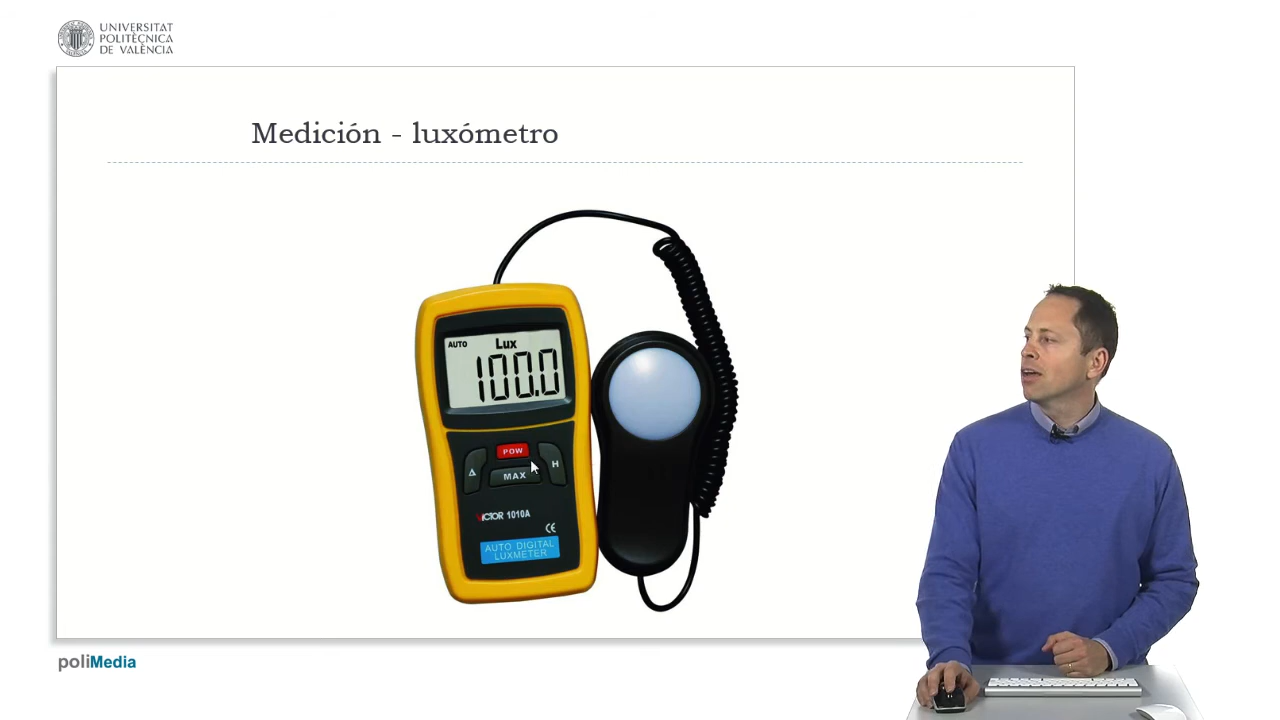 UNIVERSITAT
POLITÈCNICA
DE VALÈNCIA
Medición - luxómetro
AUTO
Lux
100.0
POW
Δ
H
MAX
VICTOR 1010A
CE
AUTO DIGITAL
LUXMETER
poliMedia